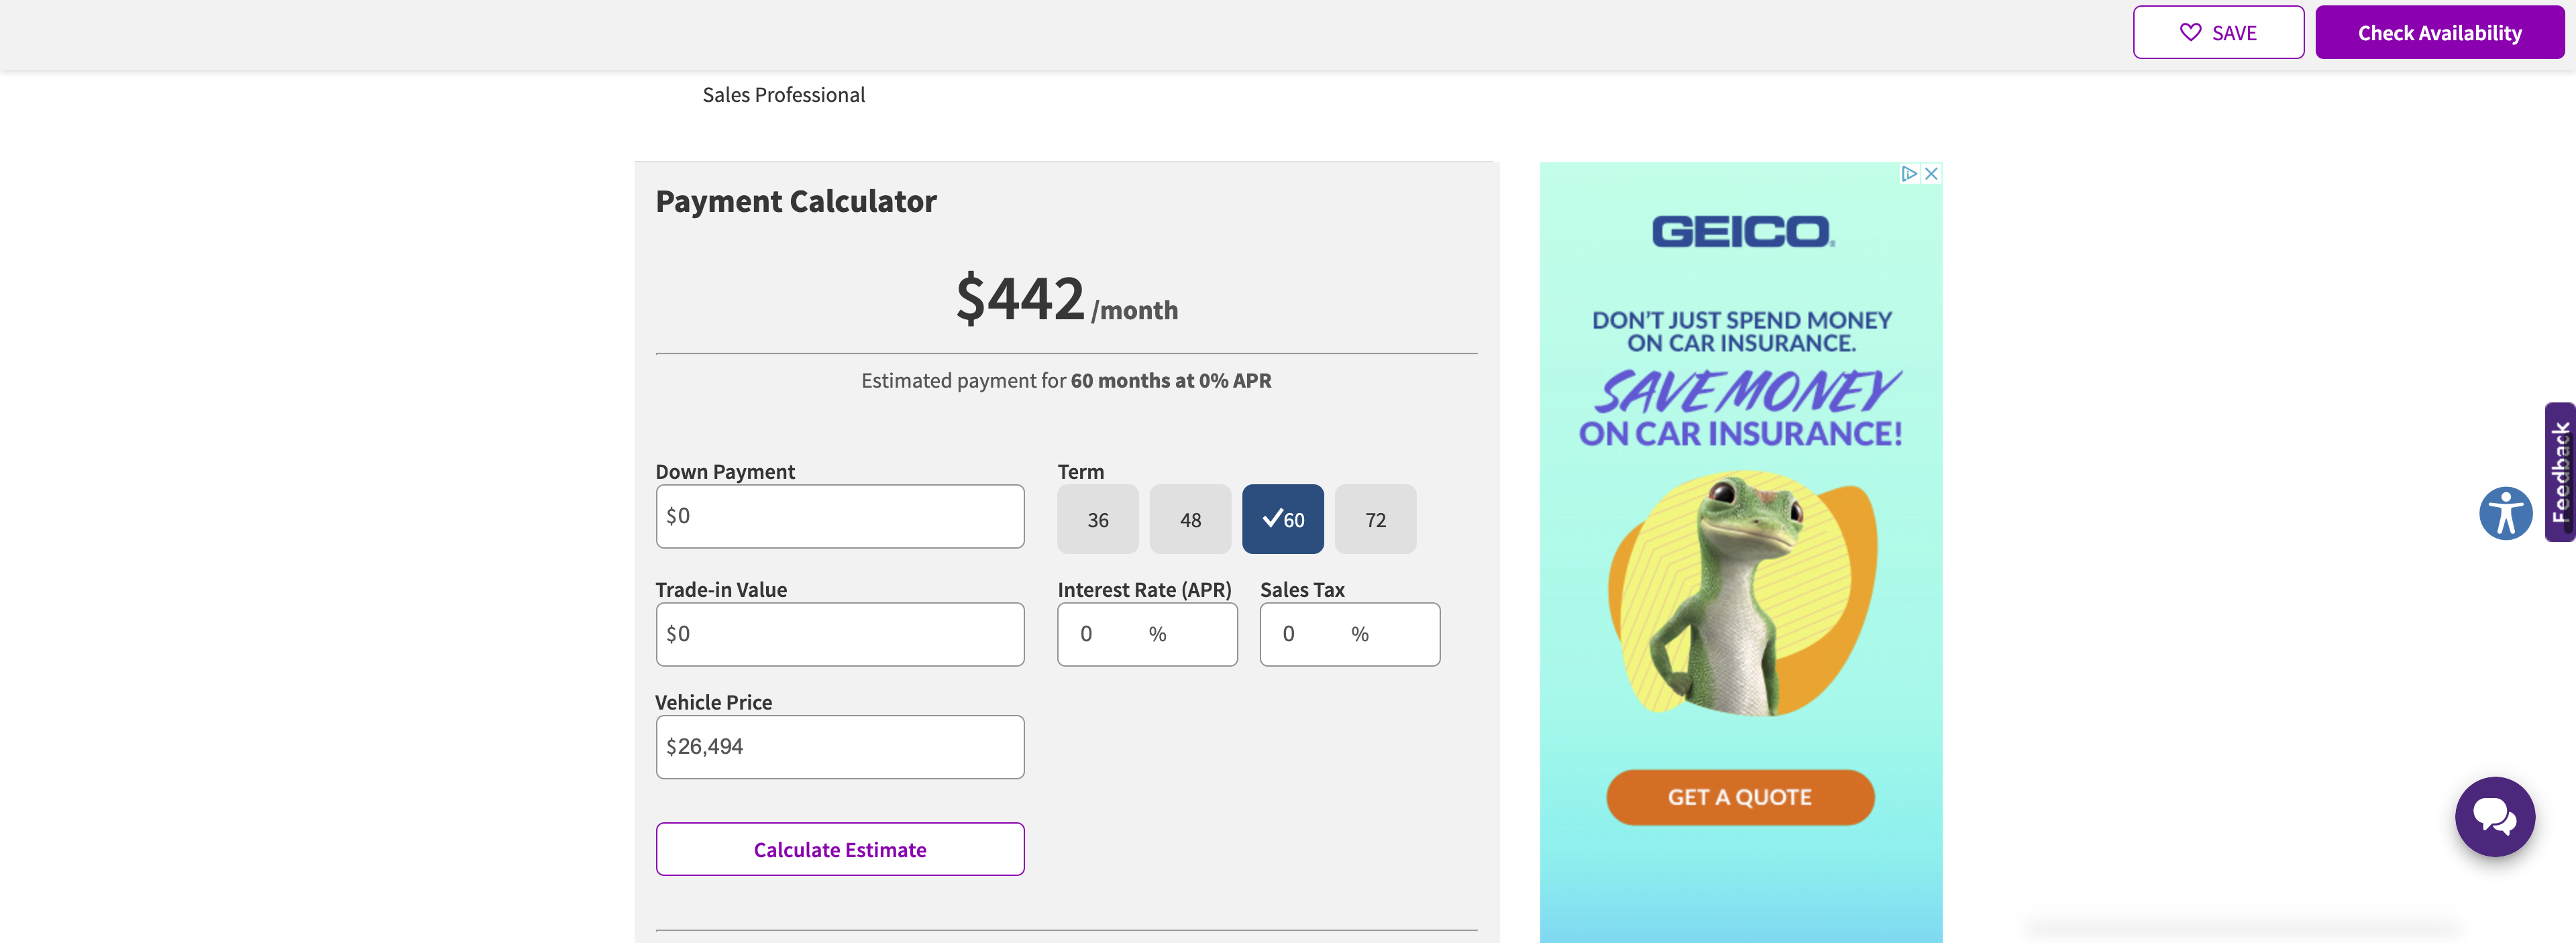 SAVE
Check Availability
Sales Professional
Payment Calculator
$442 /month
Estimated payment for 60 months at 0% APR
Down Payment
$0
Term
36
48
60
72
Trade-in Value
$0
Interest Rate (APR)
0 %
Sales Tax
0 %
Vehicle Price
$26,494
Calculate Estimate
GEICO®
DON'T JUST SPEND MONEY
ON CAR INSURANCE.
SAVE MONEY
ON CAR INSURANCE!
GET A QUOTE
Feedback